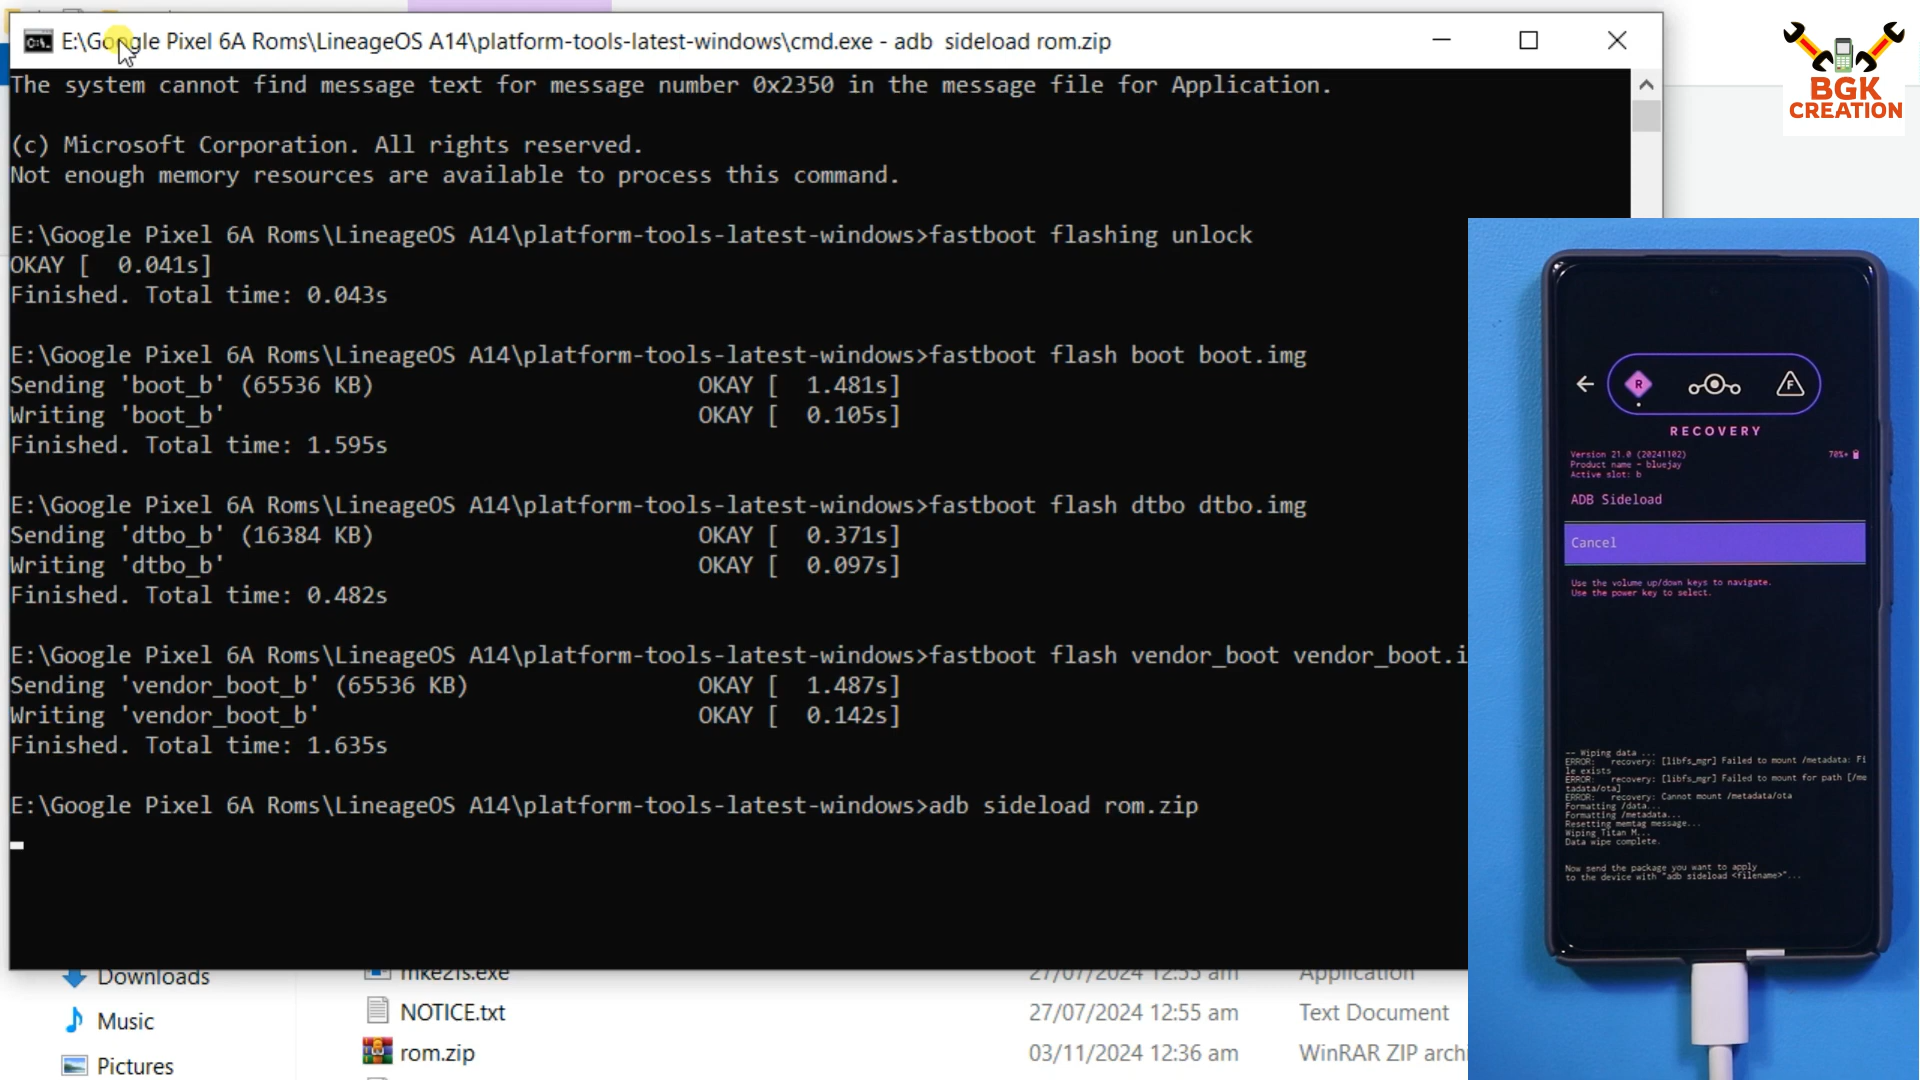 E:\Google Pixel 6A Roms\LineageOS A14\platform-tools-latest-windows\cmd.exe - adb  sideload rom.zip
The system cannot find message text for message number 0x2350 in the message file for Application.
(c) Microsoft Corporation. All rights reserved.
Not enough memory resources are available to process this command.
E:\Google Pixel 6A Roms\LineageOS A14\platform-tools-latest-windows>fastboot flashing unlock
OKAY [  0.041s]
Finished. Total time: 0.043s
E:\Google Pixel 6A Roms\LineageOS A14\platform-tools-latest-windows>fastboot flash boot boot.img
Sending 'boot_b' (65536 KB)                        OKAY [  1.481s]
Writing 'boot_b'                                   OKAY [  0.105s]
Finished. Total time: 1.595s
E:\Google Pixel 6A Roms\LineageOS A14\platform-tools-latest-windows>fastboot flash dtbo dtbo.img
Sending 'dtbo_b' (16384 KB)                        OKAY [  0.371s]
Writing 'dtbo_b'                                   OKAY [  0.097s]
Finished. Total time: 0.482s
E:\Google Pixel 6A Roms\LineageOS A14\platform-tools-latest-windows>fastboot flash vendor_boot vendor_boot.i
Sending 'vendor_boot_b' (65536 KB)                 OKAY [  1.487s]
Writing 'vendor_boot_b'                            OKAY [  0.142s]
Finished. Total time: 1.635s
E:\Google Pixel 6A Roms\LineageOS A14\platform-tools-latest-windows>adb sideload rom.zip
Downloads
Music
Pictures
mke2fs.exe 27/07/2024 12:55 am Application
NOTICE.txt 27/07/2024 12:55 am Text Document
rom.zip 03/11/2024 12:36 am WinRAR ZIP archi
BGK
CREATION
R
F
RECOVERY
Version 21.0 (20241102) 70%+
Product name - bluejay
Active slot: b
ADB Sideload
Cancel
Use the volume up/down keys to navigate.
Use the power key to select.
-- Wiping data ...
ERROR:   recovery: [libfs_mgr] Failed to mount /metadata: Fi
le exists
ERROR:   recovery: [libfs_mgr] Failed to mount for path [/me
tadata/ota]
ERROR:   recovery: Cannot mount /metadata/ota
Formatting /data...
Formatting /metadata...
Resetting memtag message...
Wiping Titan M...
Data wipe complete.
Now send the package you want to apply
to the device with "adb sideload <filename>"...